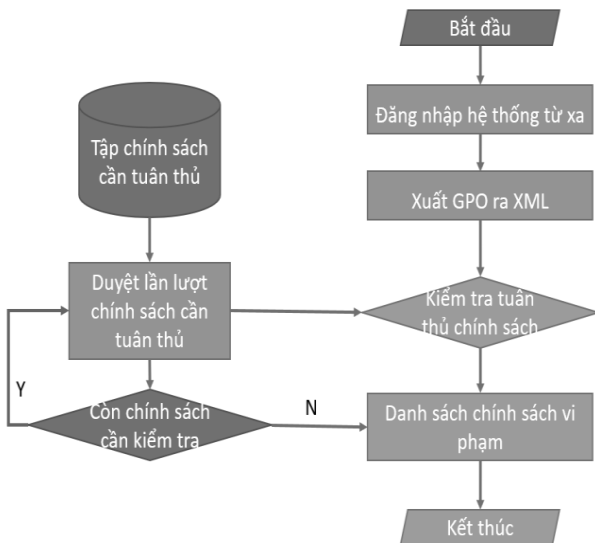 Bắt đầu
Đăng nhập hệ thống từ xa
Tập chính sách
cần tuân thủ
Xuất GPO ra XML
Duyệt lần lượt
chính sách cần
tuân thủ
Kiểm tra tuân
thủ chính sách
Y
Còn chính sách
cần kiểm tra
N
Danh sách chính sách vi
phạm
Kết thúc